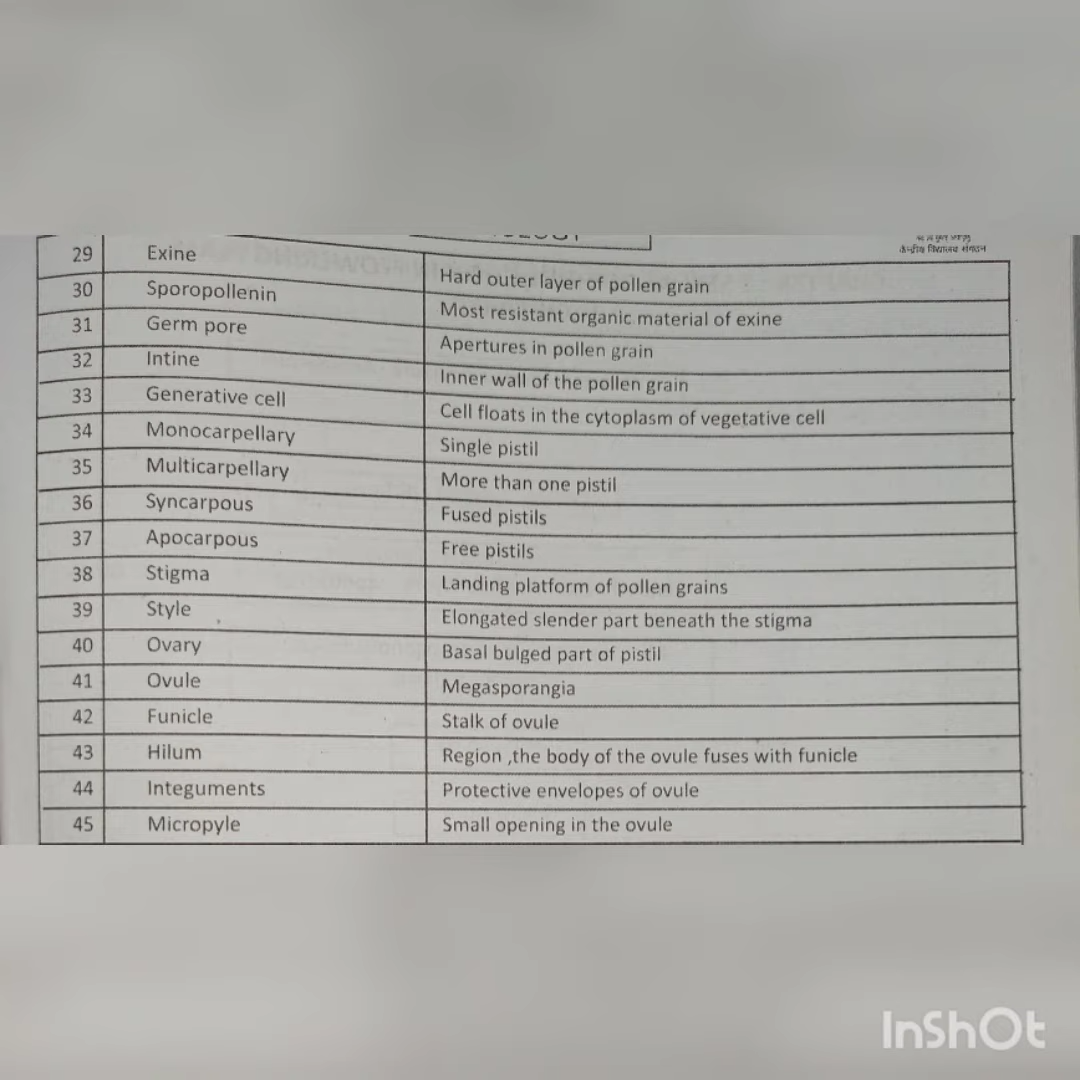 केन्द्रीय विद्यालय संगठन
29 Exine Hard outer layer of pollen grain
30 Sporopollenin Most resistant organic material of exine
31 Germ pore Apertures in pollen grain
32 Intine Inner wall of the pollen grain
33 Generative cell Cell floats in the cytoplasm of vegetative cell
34 Monocarpellary Single pistil
35 Multicarpellary More than one pistil
36 Syncarpous Fused pistils
37 Apocarpous Free pistils
38 Stigma Landing platform of pollen grains
39 Style Elongated slender part beneath the stigma
40 Ovary Basal bulged part of pistil
41 Ovule Megasporangia
42 Funicle Stalk of ovule
43 Hilum Region ,the body of the ovule fuses with funicle
44 Integuments Protective envelopes of ovule
45 Micropyle Small opening in the ovule
InShOt